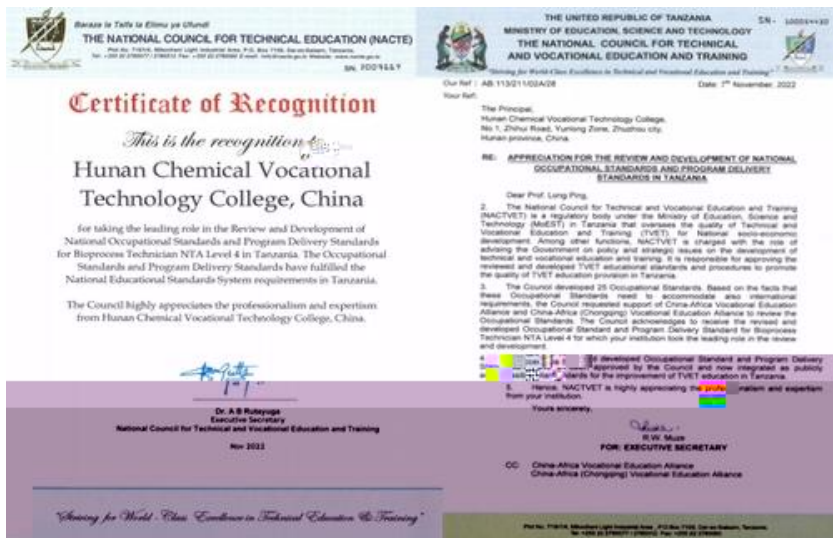 Baraza la Taifa la Elimu ya Ufundi
THE NATIONAL COUNCIL FOR TECHNICAL EDUCATION (NACTE)
Certificate of Recognition
This is the recognition to
Hunan Chemical Vocational
Technology College, China
for taking the leading role in the Review and Development of
National Occupational Standards and Program Delivery Standards
for Bioprocess Technician NTA Level 4 in Tanzania. The Occupational
Standards and Program Delivery Standards have fulfilled the
National Educational Standards System requirements in Tanzania.
The Council highly appreciates the professionalism and expertism
from Hunan Chemical Vocational Technology College, China.
Dr. A B Rutayuga
Executive Secretary
National Council for Technical and Vocational Education and Training
Nov 2022
"Striving for World - Class Excellence in Technical Education & Training"
THE UNITED REPUBLIC OF TANZANIA
MINISTRY OF EDUCATION, SCIENCE AND TECHNOLOGY
THE NATIONAL COUNCIL FOR TECHNICAL
AND VOCATIONAL EDUCATION AND TRAINING
"Striving for World-Class Excellence in Technical and Vocational Education and Training"
Our Ref : AB.113/211/02A/28 Date: 7th November, 2022
Your Ref:
The Principal,
Hunan Chemical Vocational Technology College,
No 1, Zhihui Road, Yunlong Zone, Zhuzhou city,
Hunan province, China.
RE: APPRECIATION FOR THE REVIEW AND DEVELOPMENT OF NATIONAL
OCCUPATIONAL STANDARDS AND PROGRAM DELIVERY
STANDARDS IN TANZANIA
Dear Prof. Long Ping,
2. The National Council for Technical and Vocational Education and Training
(NACTVET) is a regulatory body under the Ministry of Education, Science and
Technology (MoEST) in Tanzania that oversees the quality of Technical and
Vocational Education and Training (TVET) for National socio-economic
development. Among other functions, NACTVET is charged with the role of
advising the Government on policy and strategic issues on the development of
technical and vocational education and training. It is responsible for approving the
reviewed and developed TVET educational standards and procedures to promote
the quality of TVET education provision in Tanzania.
3. The Council developed 25 Occupational Standards. Based on the facts that
these Occupational Standards need to accommodate also international
requirements, the Council requested support of China-Africa Vocational Education
Alliance and China-Africa (Chongqing) Vocational Education Alliance to review the
Occupational Standards. The Council acknowledges to receive the revised and
developed Occupational Standard and Program Delivery Standard for Bioprocess
Technician NTA Level 4 for which your institution took the leading role in the review
and development.
4. developed Occupational Standard and Program Delivery
approved by the Council and now integrated as publicly
for the improvement of TVET education in Tanzania.
5. Hence, NACTVET is highly appreciating the and expertism
from your institution.
Yours sincerely,
R.W. Muze
FOR: EXECUTIVE SECRETARY
CC: China-Africa Vocational Education Alliance
China-Africa (Chongqing) Vocational Education Alliance